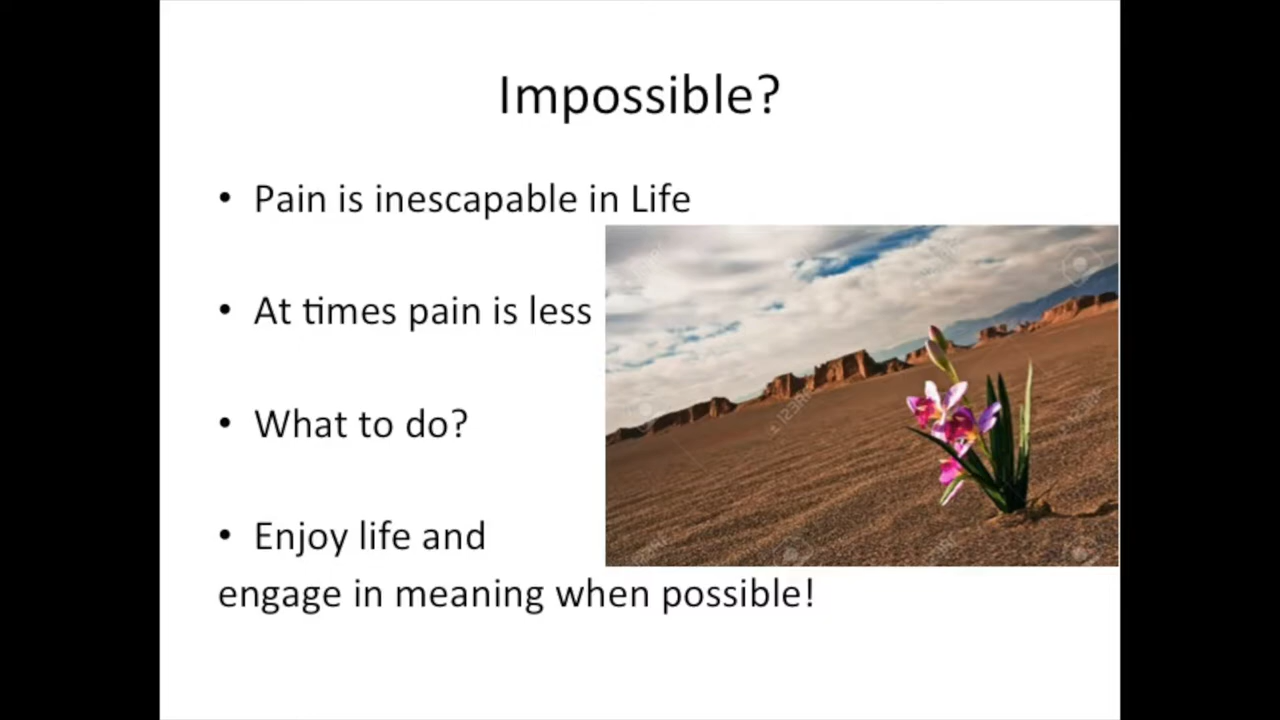 Impossible?
• Pain is inescapable in Life
• At times pain is less
• What to do?
• Enjoy life and
engage in meaning when possible!
123RF